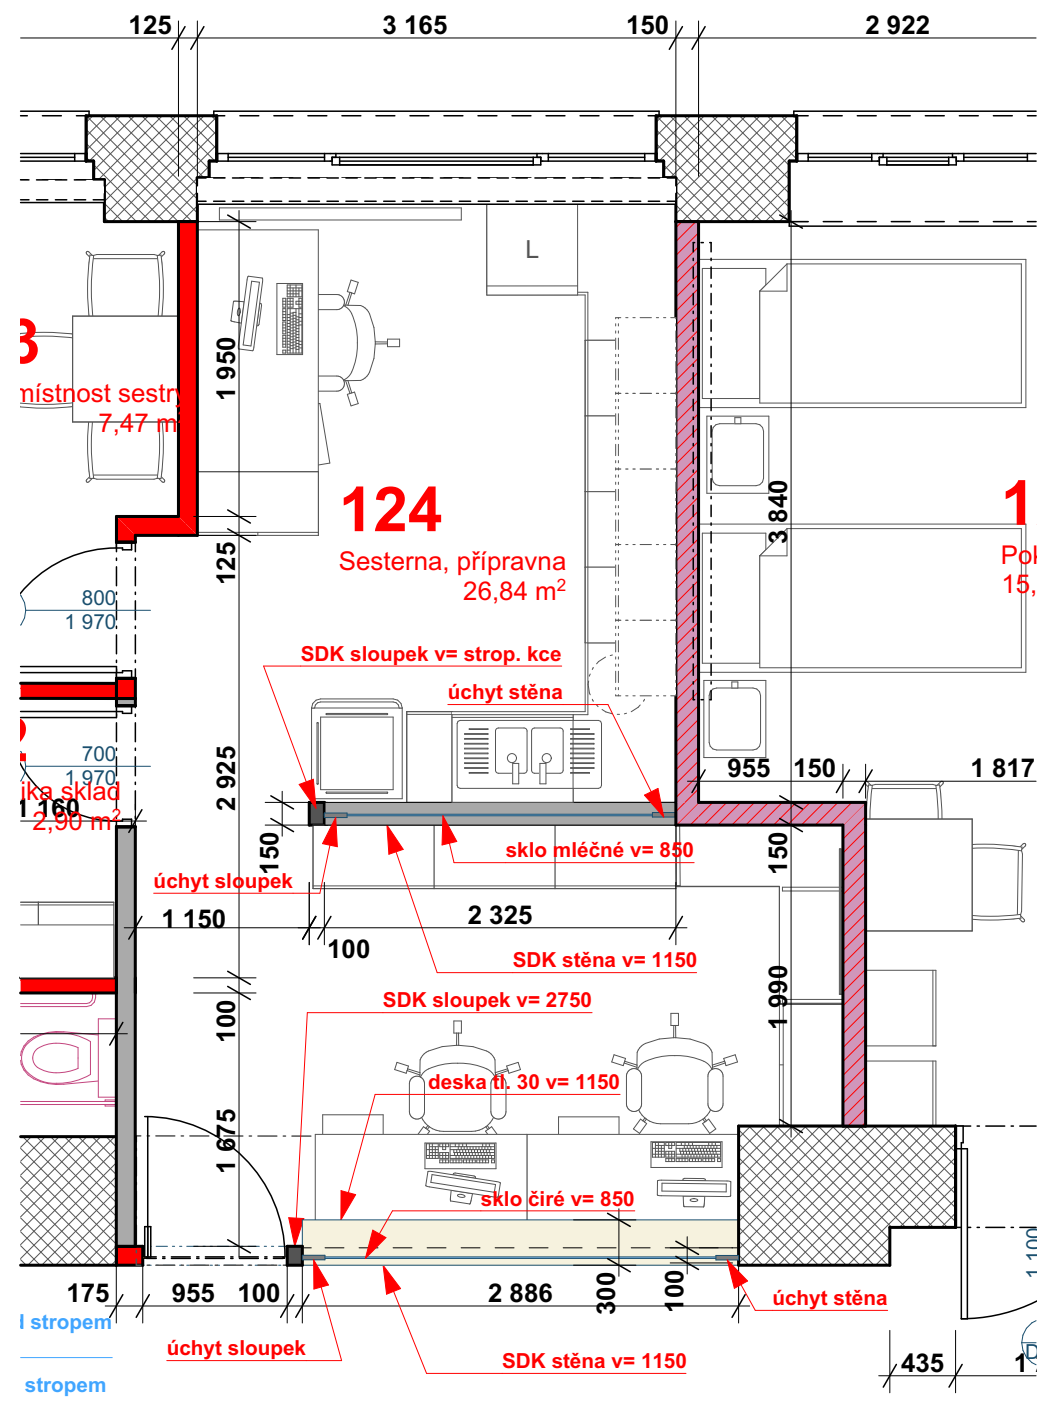 125
3 165
150
2 922
L
1 950
3
místnost sestry
7,47 m
124
Sesterna, přípravna
26,84 m²
125
3 840
1
15,
800
1 970
SDK sloupek v= strop. kce
úchyt stěna
700
1 970
2,90 m²
1 160
2 925
955
150
1 817
150
sklo mléčné v= 850
150
úchyt sloupek
1 150
2 325
100
SDK stěna v= 1150
SDK sloupek v= 2750
1 990
100
deska tl. 30 v= 1150
1 675
sklo čiré v= 850
175
955
100
2 886
300
100
úchyt stěna
1 100
stropem
úchyt sloupek
SDK stěna v= 1150
435
1
D
stropem